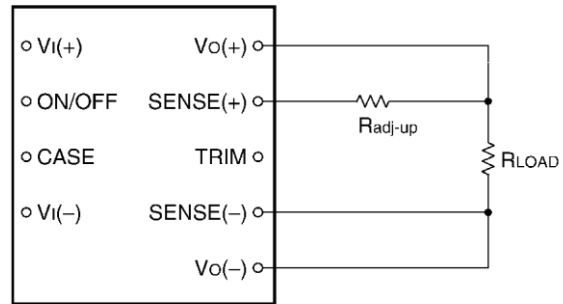 VI(+) VO(+)
ON/OFF SENSE(+)
Radj-up
CASE TRIM
RLOAD
VI(–) SENSE(–)
VO(–)